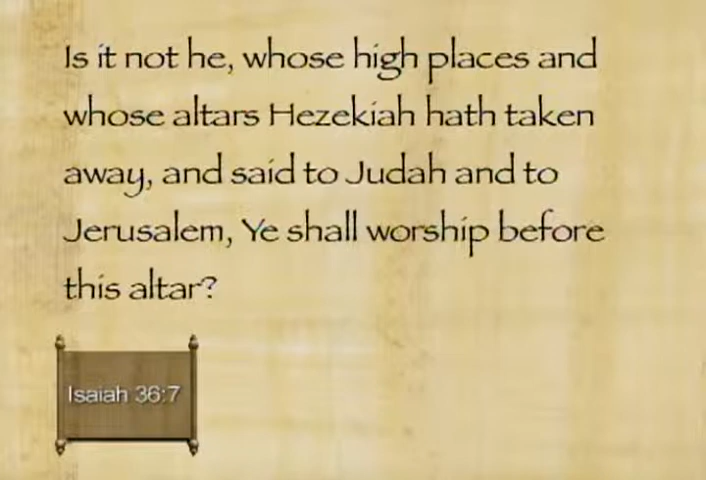 Is it not he, whose high places and
whose altars Hezekiah hath taken
away, and said to Judah and to
Jerusalem, Ye shall worship before
this altar?
Isaiah 36:7